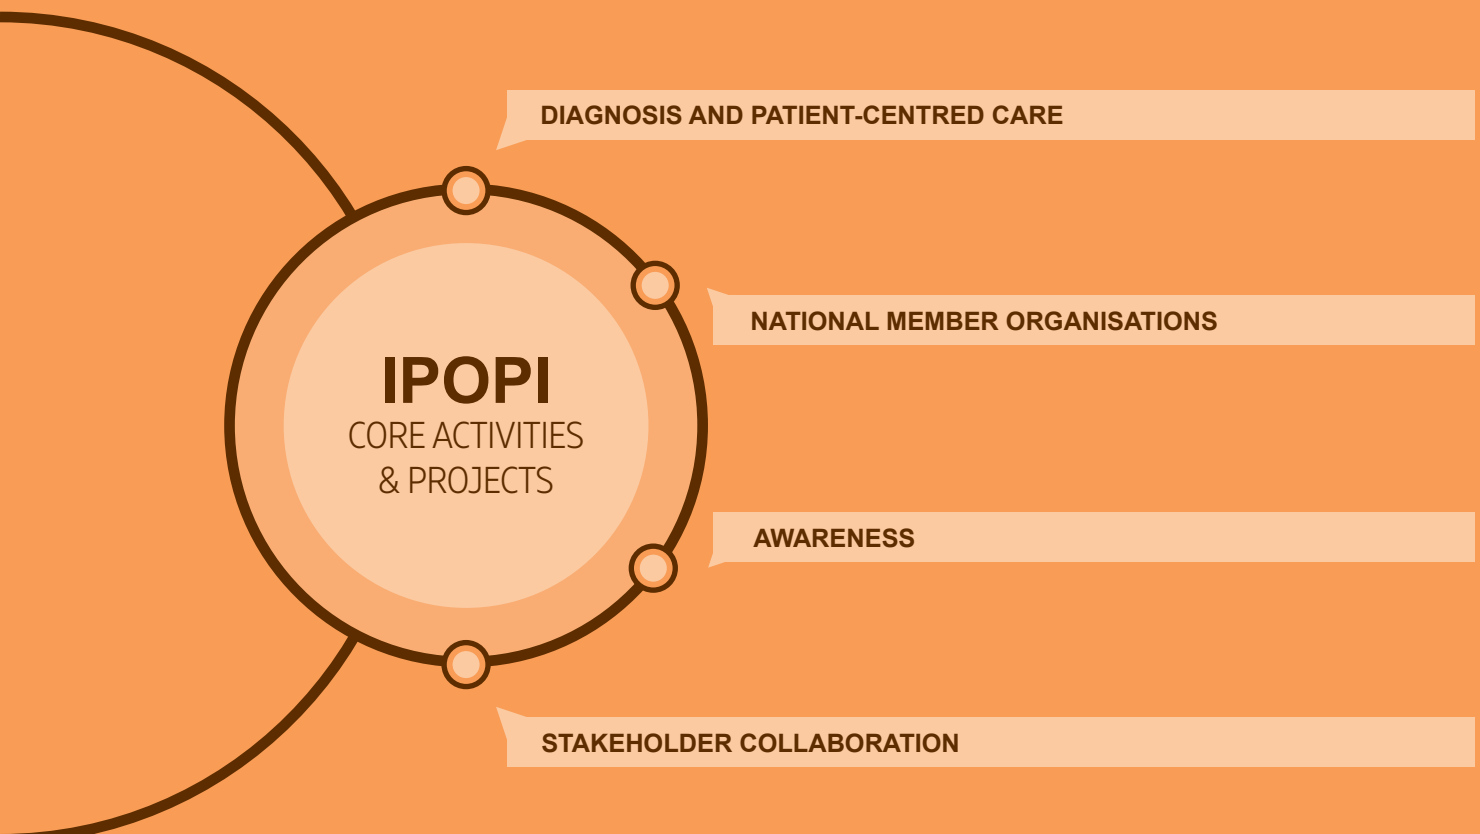 DIAGNOSIS AND PATIENT-CENTRED CARE
NATIONAL MEMBER ORGANISATIONS
IPOPI
CORE ACTIVITIES
& PROJECTS
AWARENESS
STAKEHOLDER COLLABORATION